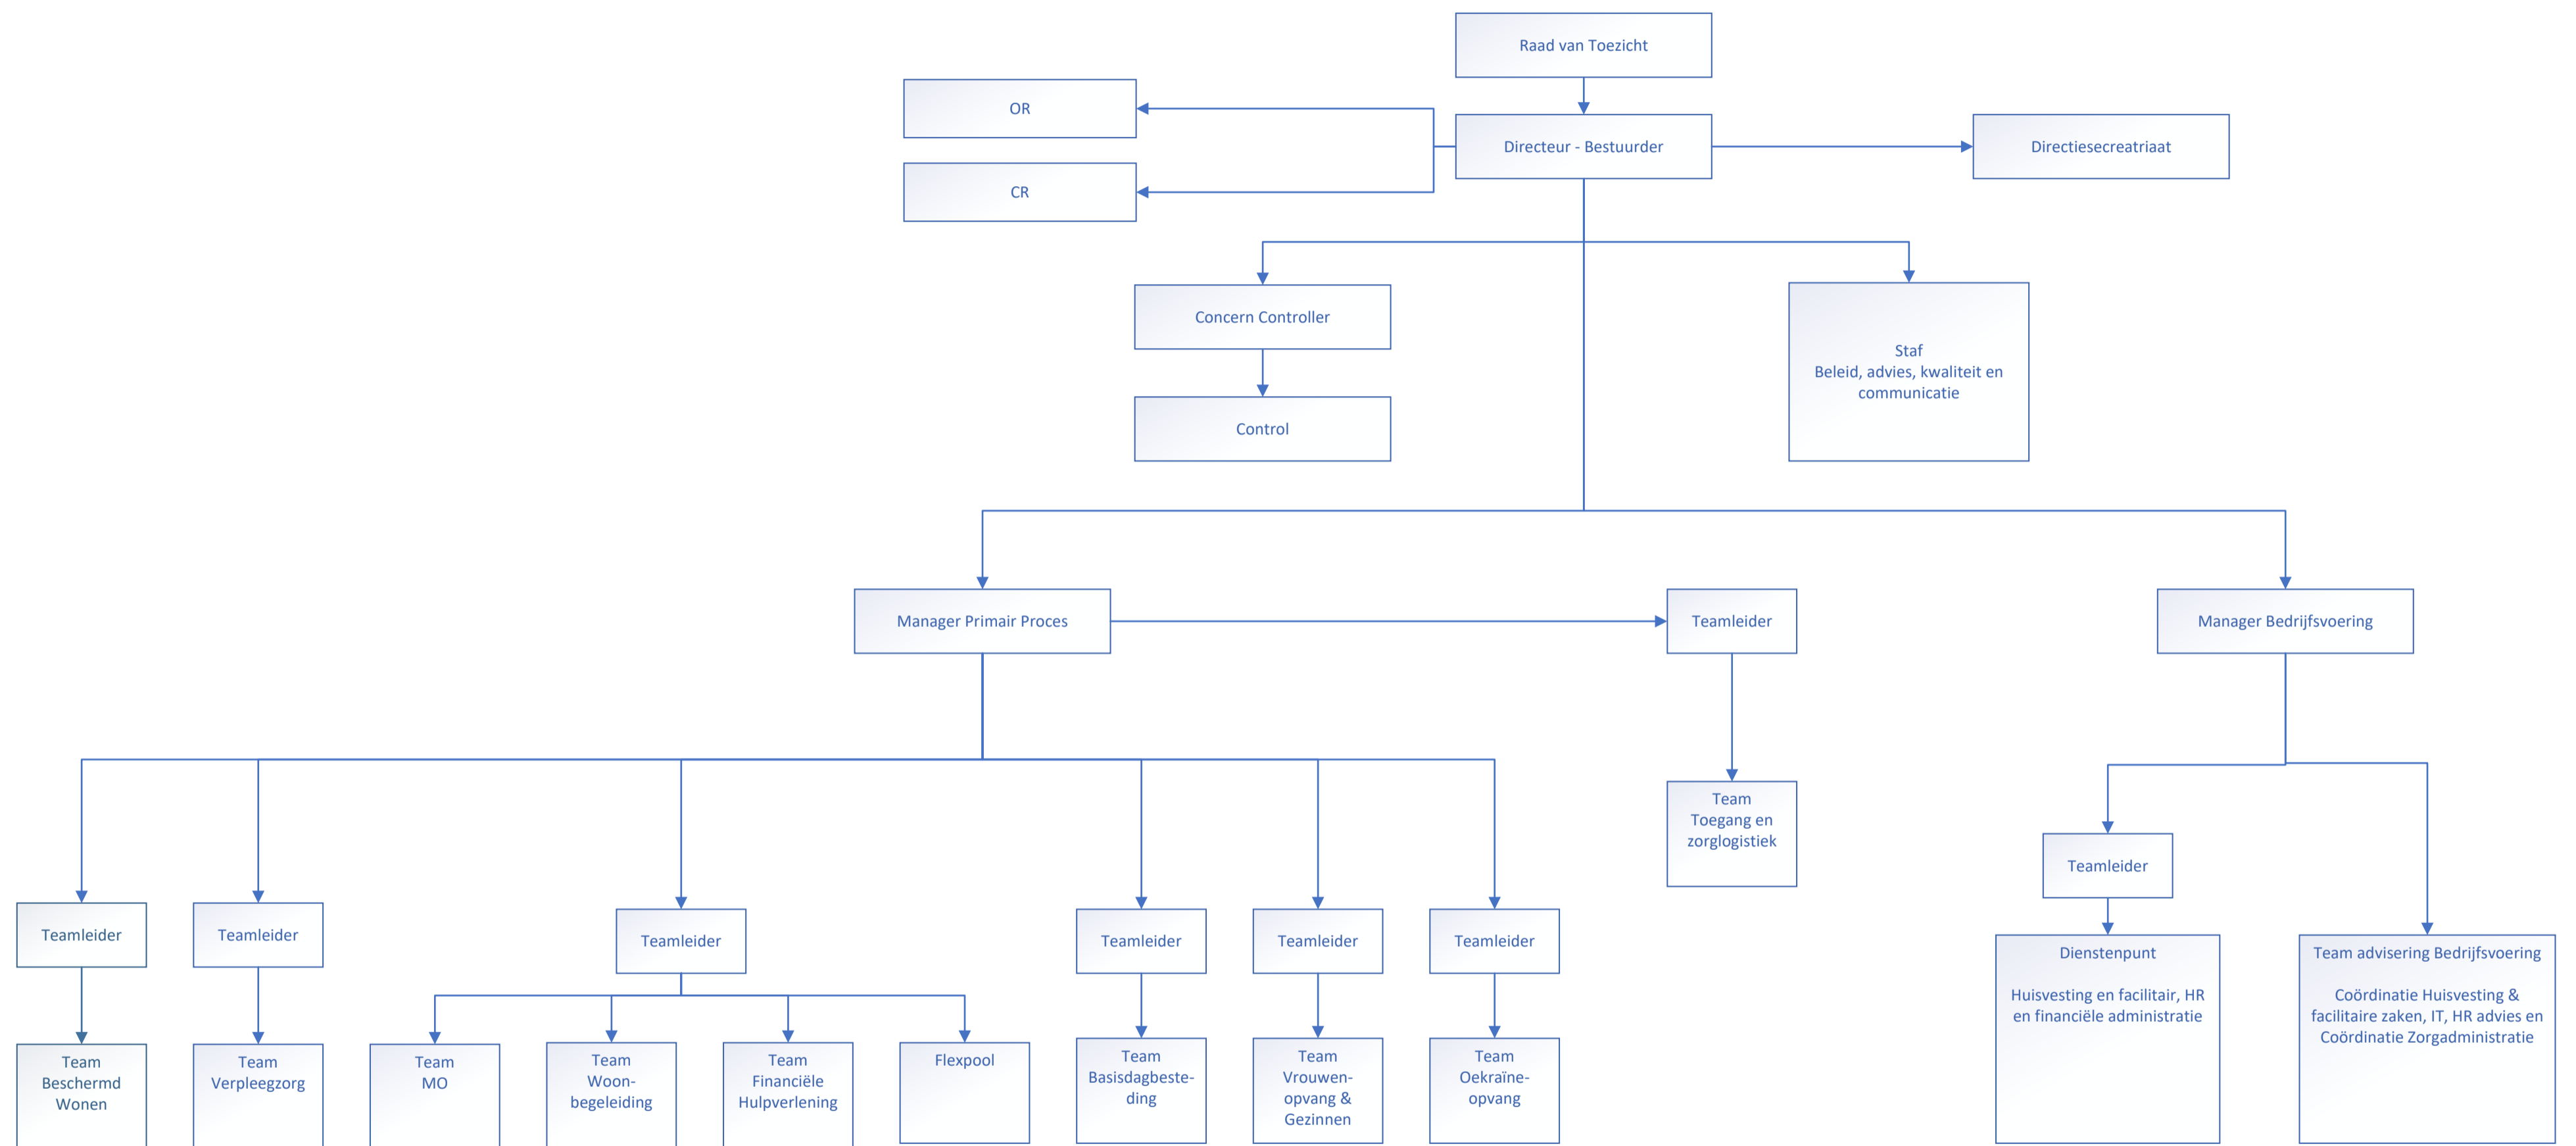 Raad van Toezicht
OR
Directeur - Bestuurder
Directiesecreatriaat
CR
Concern Controller
Staf
Beleid, advies, kwaliteit en
communicatie
Control
Manager Primair Proces
Teamleider
Manager Bedrijfsvoering
Team
Toegang en
zorglogistiek
Teamleider
Teamleider
Teamleider
Teamleider
Teamleider
Teamleider
Teamleider
Team
Beschermd
Wonen
Team
Verpleegzorg
Team
MO
Team
Woon-
begeleiding
Team
Financiële
Hulpverlening
Flexpool
Team
Basisdagbeste-
ding
Team
Vrouwen-
opvang &
Gezinnen
Team
Oekraïne-
opvang
Dienstenpunt
Huisvesting en facilitair, HR
en financiële administratie
Team advisering Bedrijfsvoering
Coördinatie Huisvesting &
facilitaire zaken, IT, HR advies en
Coördinatie Zorgadministratie